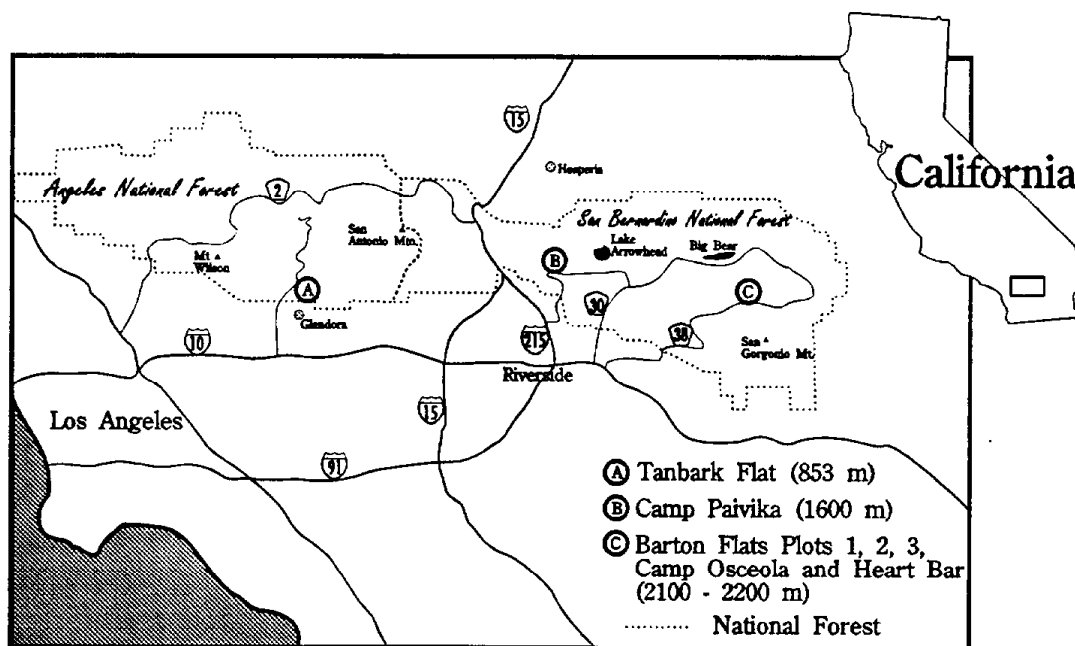 California
15
Hesperia
Angeles National Forest
2
San Bernardino National Forest
San
Antonio Mtn.
Mt
Wilson
Lake
Arrowhead
Big Bear
A
B
C
Glendora
30
10
215
38
San
Gorgonio Mt.
Riverside
15
Los Angeles
91
A Tanbark Flat (853 m)
B Camp Paivika (1600 m)
C Barton Flats Plots 1, 2, 3,
Camp Osceola and Heart Bar
(2100 - 2200 m)
National Forest